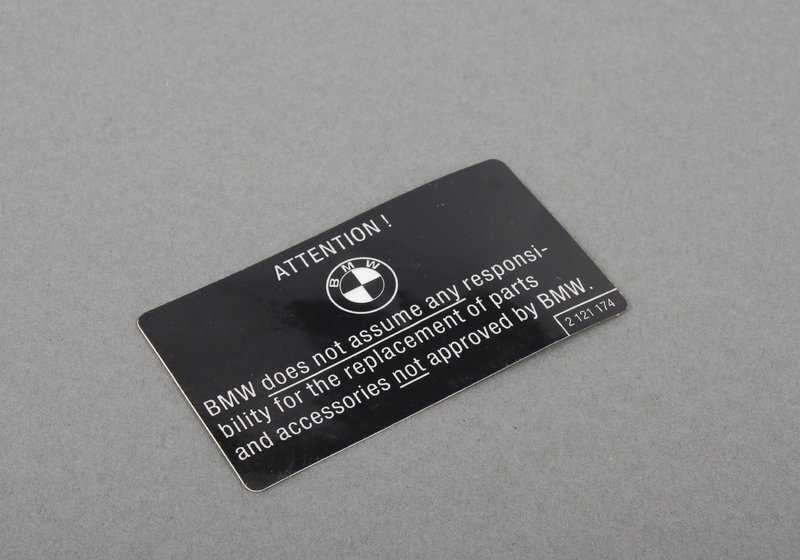 ATTENTION !
BMW
BMW does not assume any responsi-
bility for the replacement of parts
and accessories not approved by BMW.
2 121 174